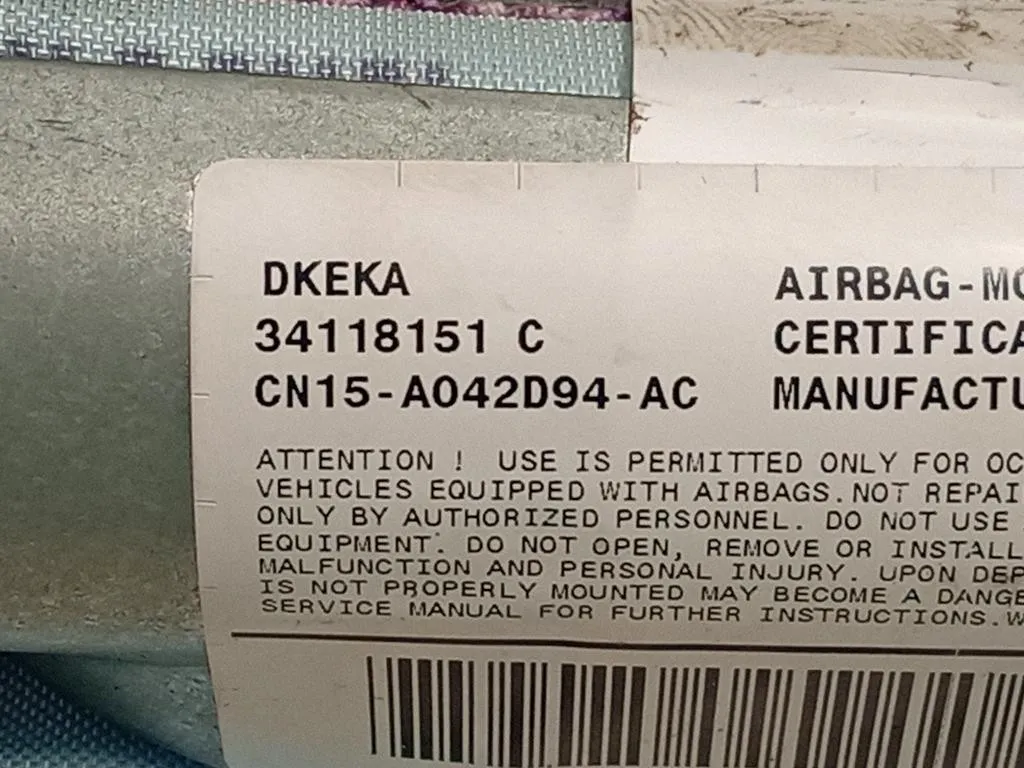 DKEKA
34118151 C
CN15-A042D94-AC
AIRBAG-MO
CERTIFICA
MANUFACTU
ATTENTION ! USE IS PERMITTED ONLY FOR OC
VEHICLES EQUIPPED WITH AIRBAGS.NOT REPAI
ONLY BY AUTHORIZED PERSONNEL. DO NOT USE
EQUIPMENT. DO NOT OPEN, REMOVE OR INSTALL
MALFUNCTION AND PERSONAL INJURY. UPON DEP
IS NOT PROPERLY MOUNTED MAY BECOME A DANGE
SERVICE MANUAL FOR FURTHER INSTRUCTIONS.W